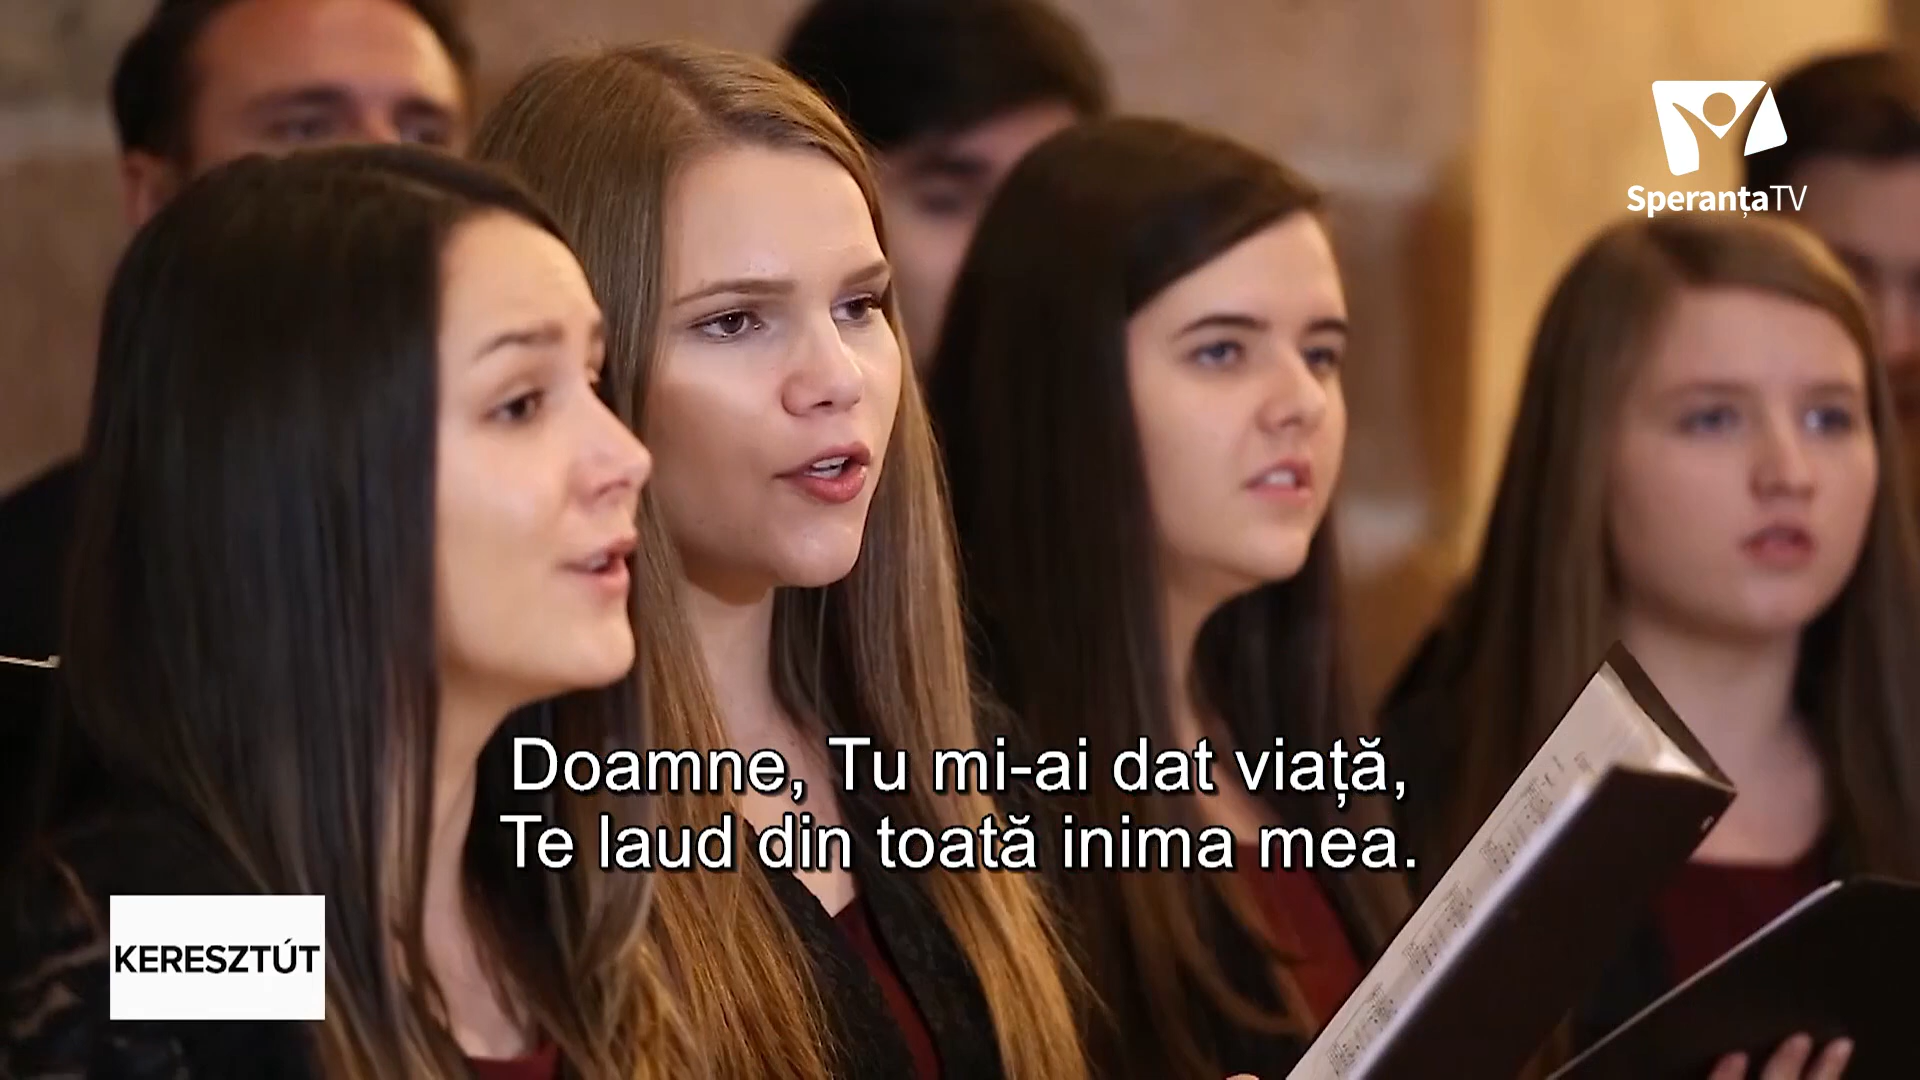 SperanțaTV
Doamne, Tu mi-ai dat viață,
Te laud din toată inima mea.
KERESZTÚT